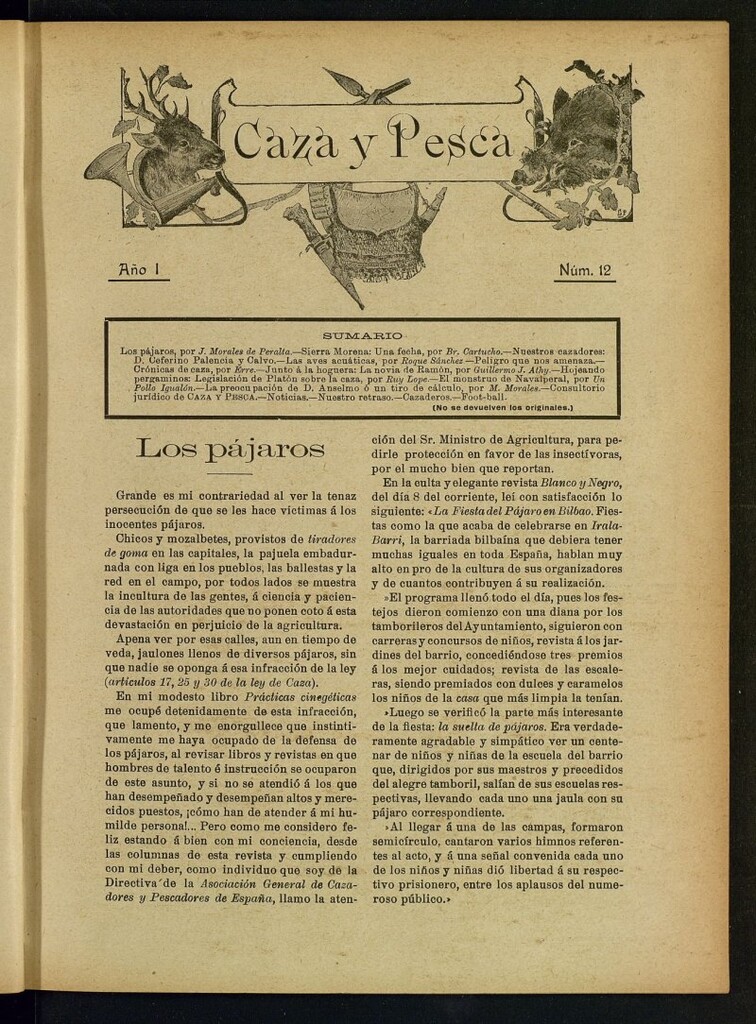 Caza y Pesca
Año I
Núm. 12
SUMARIO
Los pájaros, por J. Morales de Peralta.—Sierra Morena: Una fecha, por Br. Cartucho.—Nuestros cazadores:
D. Ceferino Palencia y Calvo.—Las aves acuáticas, por Roque Sánchez—Peligro que nos amenaza.—
Crónicas de caza, por Erre.—Junto á la hoguera: La novia de Ramón, por Guillermo J. Athy.—Hojeando
pergaminos: Legislación de Platón sobre la caza, por Ruy Lope.—El monstruo de Navalperal, por Un
Pollo Igualón.—La preocupación de D. Anselmo ó un tiro de cálculo, por M. Morales.—Consultorio
jurídico de CAZA Y PESCA.—Noticias.—Nuestro retraso.—Cazaderos.—Foot-ball.
(No se devuelven los originales.)
Los pájaros
Grande es mi contrariedad al ver la tenaz
persecución de que se les hace víctimas á los
inocentes pájaros.
Chicos y mozalbetes, provistos de tiradores
de goma en las capitales, la pajuela embadur-
nada con liga en los pueblos, las ballestas y la
red en el campo, por todos lados se muestra
la incultura de las gentes, á ciencia y pacien-
cia de las autoridades que no ponen coto á esta
devastación en perjuicio de la agricultura.
Apena ver por esas calles, aun en tiempo de
veda, jaulones llenos de diversos pájaros, sin
que nadie se oponga á esa infracción de la ley
(artículos 17, 25 y 30 de la ley de Caza).
En mi modesto libro Prácticas cinegéticas
me ocupé detenidamente de esta infracción,
que lamento, y me enorgullece que instinti-
vamente me haya ocupado de la defensa de
los pájaros, al revisar libros y revistas en que
hombres de talento é instrucción se ocuparon
de este asunto, y si no se atendió á los que
han desempeñado y desempeñan altos y mere-
cidos puestos, ¡cómo han de atender á mi hu-
milde persona!... Pero como me considero fe-
liz estando á bien con mi conciencia, desde
las columnas de esta revista y cumpliendo
con mi deber, como individuo que soy de la
Directiva de la Asociación General de Caza-
dores y Pescadores de España, llamo la aten-
ción del Sr. Ministro de Agricultura, para pe-
dirle protección en favor de las insectívoras,
por el mucho bien que reportan.
En la culta y elegante revista Blanco y Negro,
del día 8 del corriente, leí con satisfacción lo
siguiente: «La Fiesta del Pájaro en Bilbao. Fies-
tas como la que acaba de celebrarse en Irala-
Barri, la barriada bilbaína que debiera tener
muchas iguales en toda España, hablan muy
alto en pro de la cultura de sus organizadores
y de cuantos contribuyen á su realización.
»El programa llenó todo el día, pues los fes-
tejos dieron comienzo con una diana por los
tamborileros del Ayuntamiento, siguieron con
carreras y concursos de niños, revista á los jar-
dines del barrio, concediéndose tres premios
á los mejor cuidados; revista de las escale-
ras, siendo premiados con dulces y caramelos
los niños de la casa que más limpia la tenían.
»Luego se verificó la parte más interesante
de la fiesta: la suelta de pájaros. Era verdade-
ramente agradable y simpático ver un cente-
nar de niños y niñas de la escuela del barrio
que, dirigidos por sus maestros y precedidos
del alegre tamboril, salían de sus escuelas res-
pectivas, llevando cada uno una jaula con su
pájaro correspondiente.
»Al llegar á una de las campas, formaron
semicírculo, cantaron varios himnos referen-
tes al acto, y á una señal convenida cada uno
de los niños y niñas dió libertad á su respec-
tivo prisionero, entre los aplausos del nume-
roso público.»